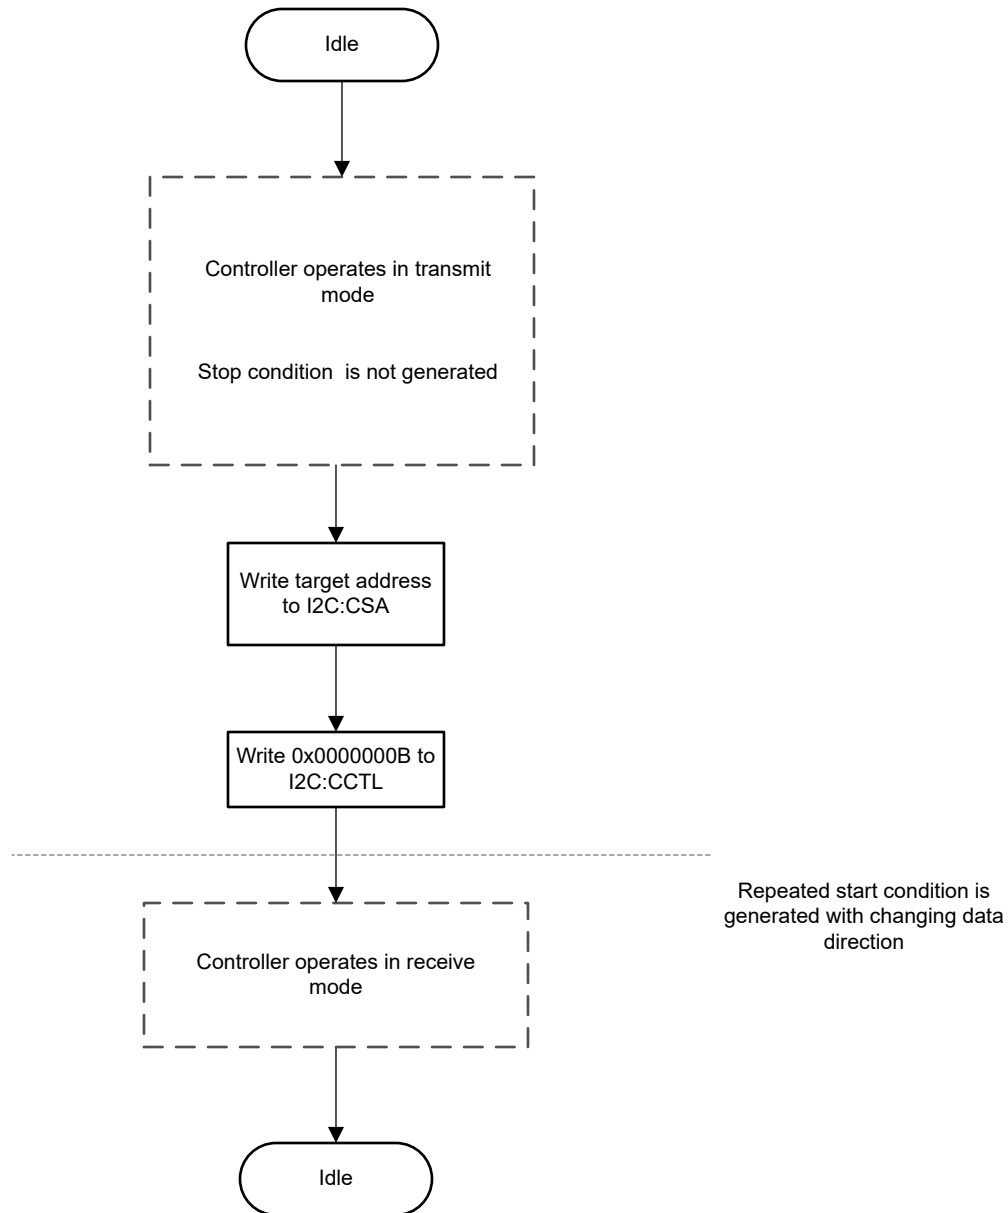 Idle
Controller operates in transmit
mode
Stop condition  is not generated
Write target address
to I2C:CSA
Write 0x0000000B to
I2C:CCTL
Repeated start condition is
generated with changing data
direction
Controller operates in receive
mode
Idle